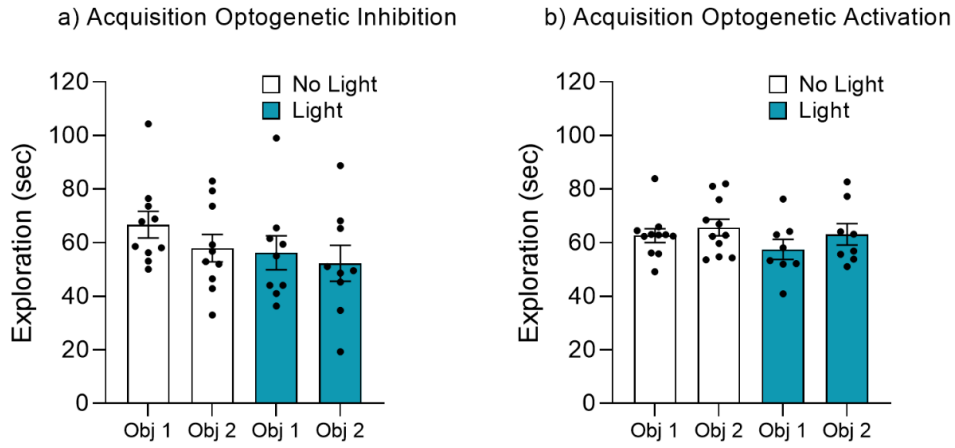 a) Acquisition Optogenetic Inhibition
No Light
Light
Exploration (sec)
120
100
80
60
40
20
0
Obj 1 Obj 2 Obj 1 Obj 2
b) Acquisition Optogenetic Activation
No Light
Light
Exploration (sec)
120
100
80
60
40
20
0
Obj 1 Obj 2 Obj 1 Obj 2